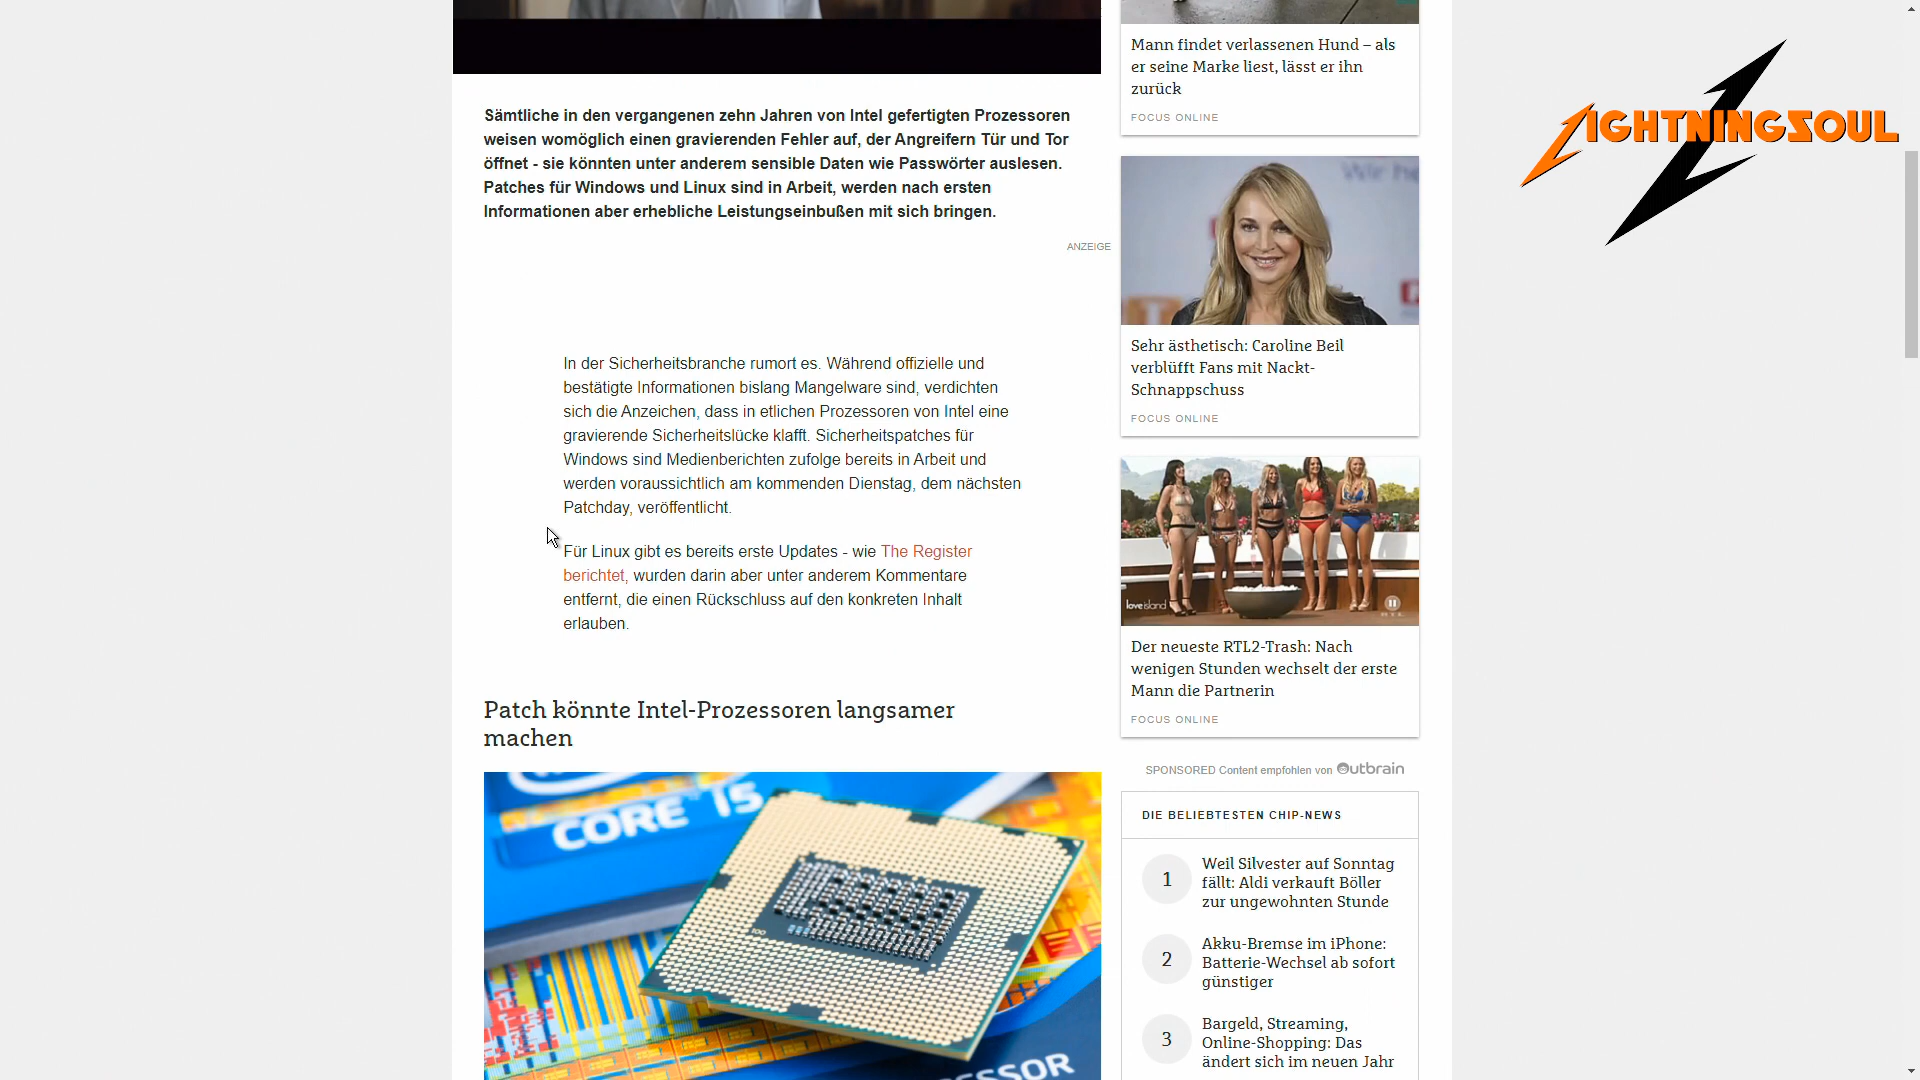 Sämtliche in den vergangenen zehn Jahren von Intel gefertigten Prozessoren
weisen womöglich einen gravierenden Fehler auf, der Angreifern Tür und Tor
öffnet - sie könnten unter anderem sensible Daten wie Passwörter auslesen.
Patches für Windows und Linux sind in Arbeit, werden nach ersten
Informationen aber erhebliche Leistungseinbußen mit sich bringen.
ANZEIGE
In der Sicherheitsbranche rumort es. Während offizielle und
bestätigte Informationen bislang Mangelware sind, verdichten
sich die Anzeichen, dass in etlichen Prozessoren von Intel eine
gravierende Sicherheitslücke klafft. Sicherheitspatches für
Windows sind Medienberichten zufolge bereits in Arbeit und
werden voraussichtlich am kommenden Dienstag, dem nächsten
Patchday, veröffentlicht.
Für Linux gibt es bereits erste Updates - wie The Register
berichtet, wurden darin aber unter anderem Kommentare
entfernt, die einen Rückschluss auf den konkreten Inhalt
erlauben.
Patch könnte Intel-Prozessoren langsamer
machen
CORE i5
Mann findet verlassenen Hund – als
er seine Marke liest, lässt er ihn
zurück
FOCUS ONLINE
Sehr ästhetisch: Caroline Beil
verblüfft Fans mit Nackt-
Schnappschuss
FOCUS ONLINE
love island
Der neueste RTL2-Trash: Nach
wenigen Stunden wechselt der erste
Mann die Partnerin
FOCUS ONLINE
SPONSORED Content empfohlen von Outbrain
DIE BELIEBTESTEN CHIP-NEWS
1
Weil Silvester auf Sonntag
fällt: Aldi verkauft Böller
zur ungewohnten Stunde
2
Akku-Bremse im iPhone:
Batterie-Wechsel ab sofort
günstiger
3
Bargeld, Streaming,
Online-Shopping: Das
ändert sich im neuen Jahr
LIGHTNINGSOUL